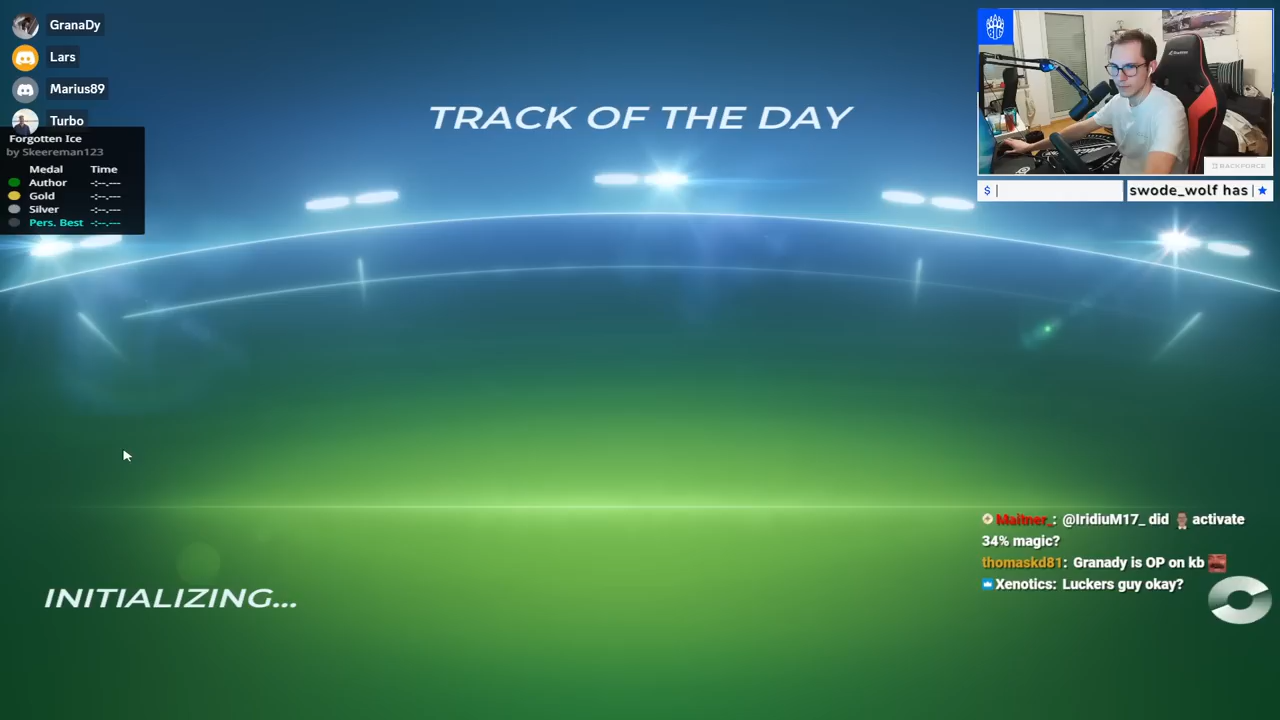 GranaDy
Lars
Marius89
Turbo
TRACK OF THE DAY
Forgotten Ice
by Skeereman123
Medal Time
Author -:--.---
Gold -:--.---
Silver -:--.---
Pers. Best -:--.---
BACKFORCE
$
swode_wolf has
Maitner_: @IridiuM17_ did activate
34% magic?
thomaskd81: Granady is OP on kb
Xenotics: Luckers guy okay?
INITIALIZING...